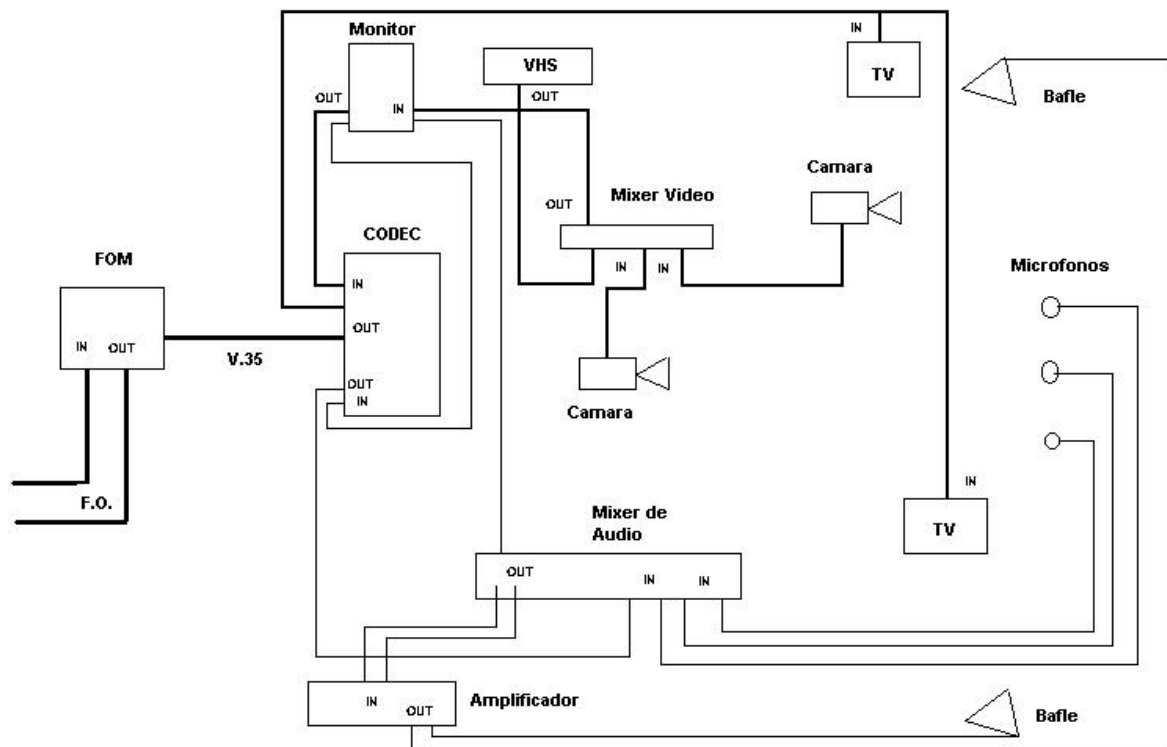 Monitor
IN
VHS
TV
OUT
OUT
IN
Bafle
Camara
OUT
Mixer Video
CODEC
FOM
IN
IN
IN
Microfonos
OUT
IN
OUT
V.35
OUT
IN
Camara
IN
F.O.
Mixer de
Audio
TV
OUT
IN
IN
IN
OUT
Amplificador
Bafle